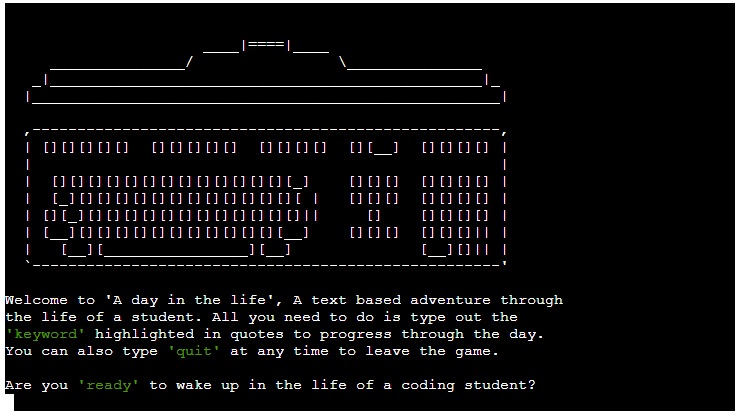 Welcome to 'A day in the life', A text based adventure through
the life of a student. All you need to do is type out the
'keyword' highlighted in quotes to progress through the day.
You can also type 'quit' at any time to leave the game.
Are you 'ready' to wake up in the life of a coding student?